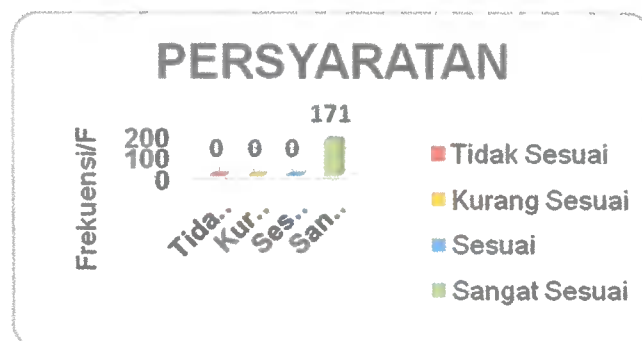 PERSYARATAN
171
Frekuensi/F
200
100
0
0 0 0
Tida..
Kur..
Ses..
San..
Tidak Sesuai
Kurang Sesuai
Sesuai
Sangat Sesuai